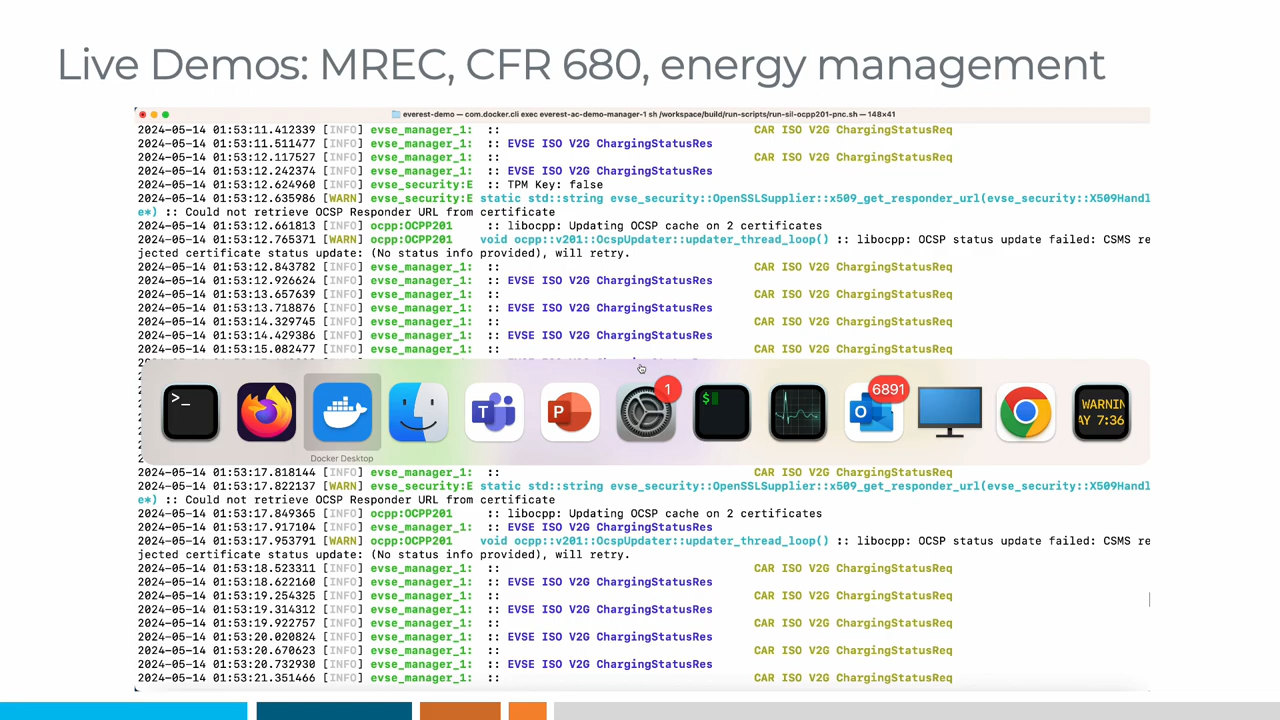 Live Demos: MREC, CFR 680, energy management
everest-demo — com.docker.cli exec everest-ac-demo-manager-1 sh /workspace/build/run-scripts/run-sil-ocpp201-pnc.sh — 148×41
2024-05-14 01:53:11.412339 [INFO] evse_manager_1: :: CAR ISO V2G ChargingStatusReq
2024-05-14 01:53:11.511477 [INFO] evse_manager_1: :: EVSE ISO V2G ChargingStatusRes
2024-05-14 01:53:12.117527 [INFO] evse_manager_1: :: CAR ISO V2G ChargingStatusReq
2024-05-14 01:53:12.242374 [INFO] evse_manager_1: :: EVSE ISO V2G ChargingStatusRes
2024-05-14 01:53:12.624960 [INFO] evse_security:E :: TPM Key: false
2024-05-14 01:53:12.635986 [WARN] evse_security:E static std::string evse_security::OpenSSLSupplier::x509_get_responder_url(evse_security::X509Handl
e*) :: Could not retrieve OCSP Responder URL from certificate
2024-05-14 01:53:12.661813 [INFO] ocpp:OCPP201 :: libocpp: Updating OCSP cache on 2 certificates
2024-05-14 01:53:12.765371 [WARN] ocpp:OCPP201 void ocpp::v201::OcspUpdater::updater_thread_loop() :: libocpp: OCSP status update failed: CSMS re
jected certificate status update: (No status info provided), will retry.
2024-05-14 01:53:12.843782 [INFO] evse_manager_1: :: CAR ISO V2G ChargingStatusReq
2024-05-14 01:53:12.926624 [INFO] evse_manager_1: :: EVSE ISO V2G ChargingStatusRes
2024-05-14 01:53:13.657639 [INFO] evse_manager_1: :: CAR ISO V2G ChargingStatusReq
2024-05-14 01:53:13.718876 [INFO] evse_manager_1: :: EVSE ISO V2G ChargingStatusRes
2024-05-14 01:53:14.329745 [INFO] evse_manager_1: :: CAR ISO V2G ChargingStatusReq
2024-05-14 01:53:14.429386 [INFO] evse_manager_1: :: EVSE ISO V2G ChargingStatusRes
2024-05-14 01:53:15.082477 [INFO] evse_manager_1: :: CAR ISO V2G ChargingStatusReq
1
6891
WARNIN
AY 7:36
Docker Desktop
2024-05-14 01:53:17.818144 [INFO] evse_manager_1: :: CAR ISO V2G ChargingStatusReq
2024-05-14 01:53:17.822137 [WARN] evse_security:E static std::string evse_security::OpenSSLSupplier::x509_get_responder_url(evse_security::X509Handl
e*) :: Could not retrieve OCSP Responder URL from certificate
2024-05-14 01:53:17.849365 [INFO] ocpp:OCPP201 :: libocpp: Updating OCSP cache on 2 certificates
2024-05-14 01:53:17.917104 [INFO] evse_manager_1: :: EVSE ISO V2G ChargingStatusRes
2024-05-14 01:53:17.953791 [WARN] ocpp:OCPP201 void ocpp::v201::OcspUpdater::updater_thread_loop() :: libocpp: OCSP status update failed: CSMS re
jected certificate status update: (No status info provided), will retry.
2024-05-14 01:53:18.523311 [INFO] evse_manager_1: :: CAR ISO V2G ChargingStatusReq
2024-05-14 01:53:18.622160 [INFO] evse_manager_1: :: EVSE ISO V2G ChargingStatusRes
2024-05-14 01:53:19.254325 [INFO] evse_manager_1: :: CAR ISO V2G ChargingStatusReq
2024-05-14 01:53:19.314312 [INFO] evse_manager_1: :: EVSE ISO V2G ChargingStatusRes
2024-05-14 01:53:19.922757 [INFO] evse_manager_1: :: CAR ISO V2G ChargingStatusReq
2024-05-14 01:53:20.020824 [INFO] evse_manager_1: :: EVSE ISO V2G ChargingStatusRes
2024-05-14 01:53:20.670623 [INFO] evse_manager_1: :: CAR ISO V2G ChargingStatusReq
2024-05-14 01:53:20.732930 [INFO] evse_manager_1: :: EVSE ISO V2G ChargingStatusRes
2024-05-14 01:53:21.351466 [INFO] evse_manager_1: :: CAR ISO V2G ChargingStatusReq